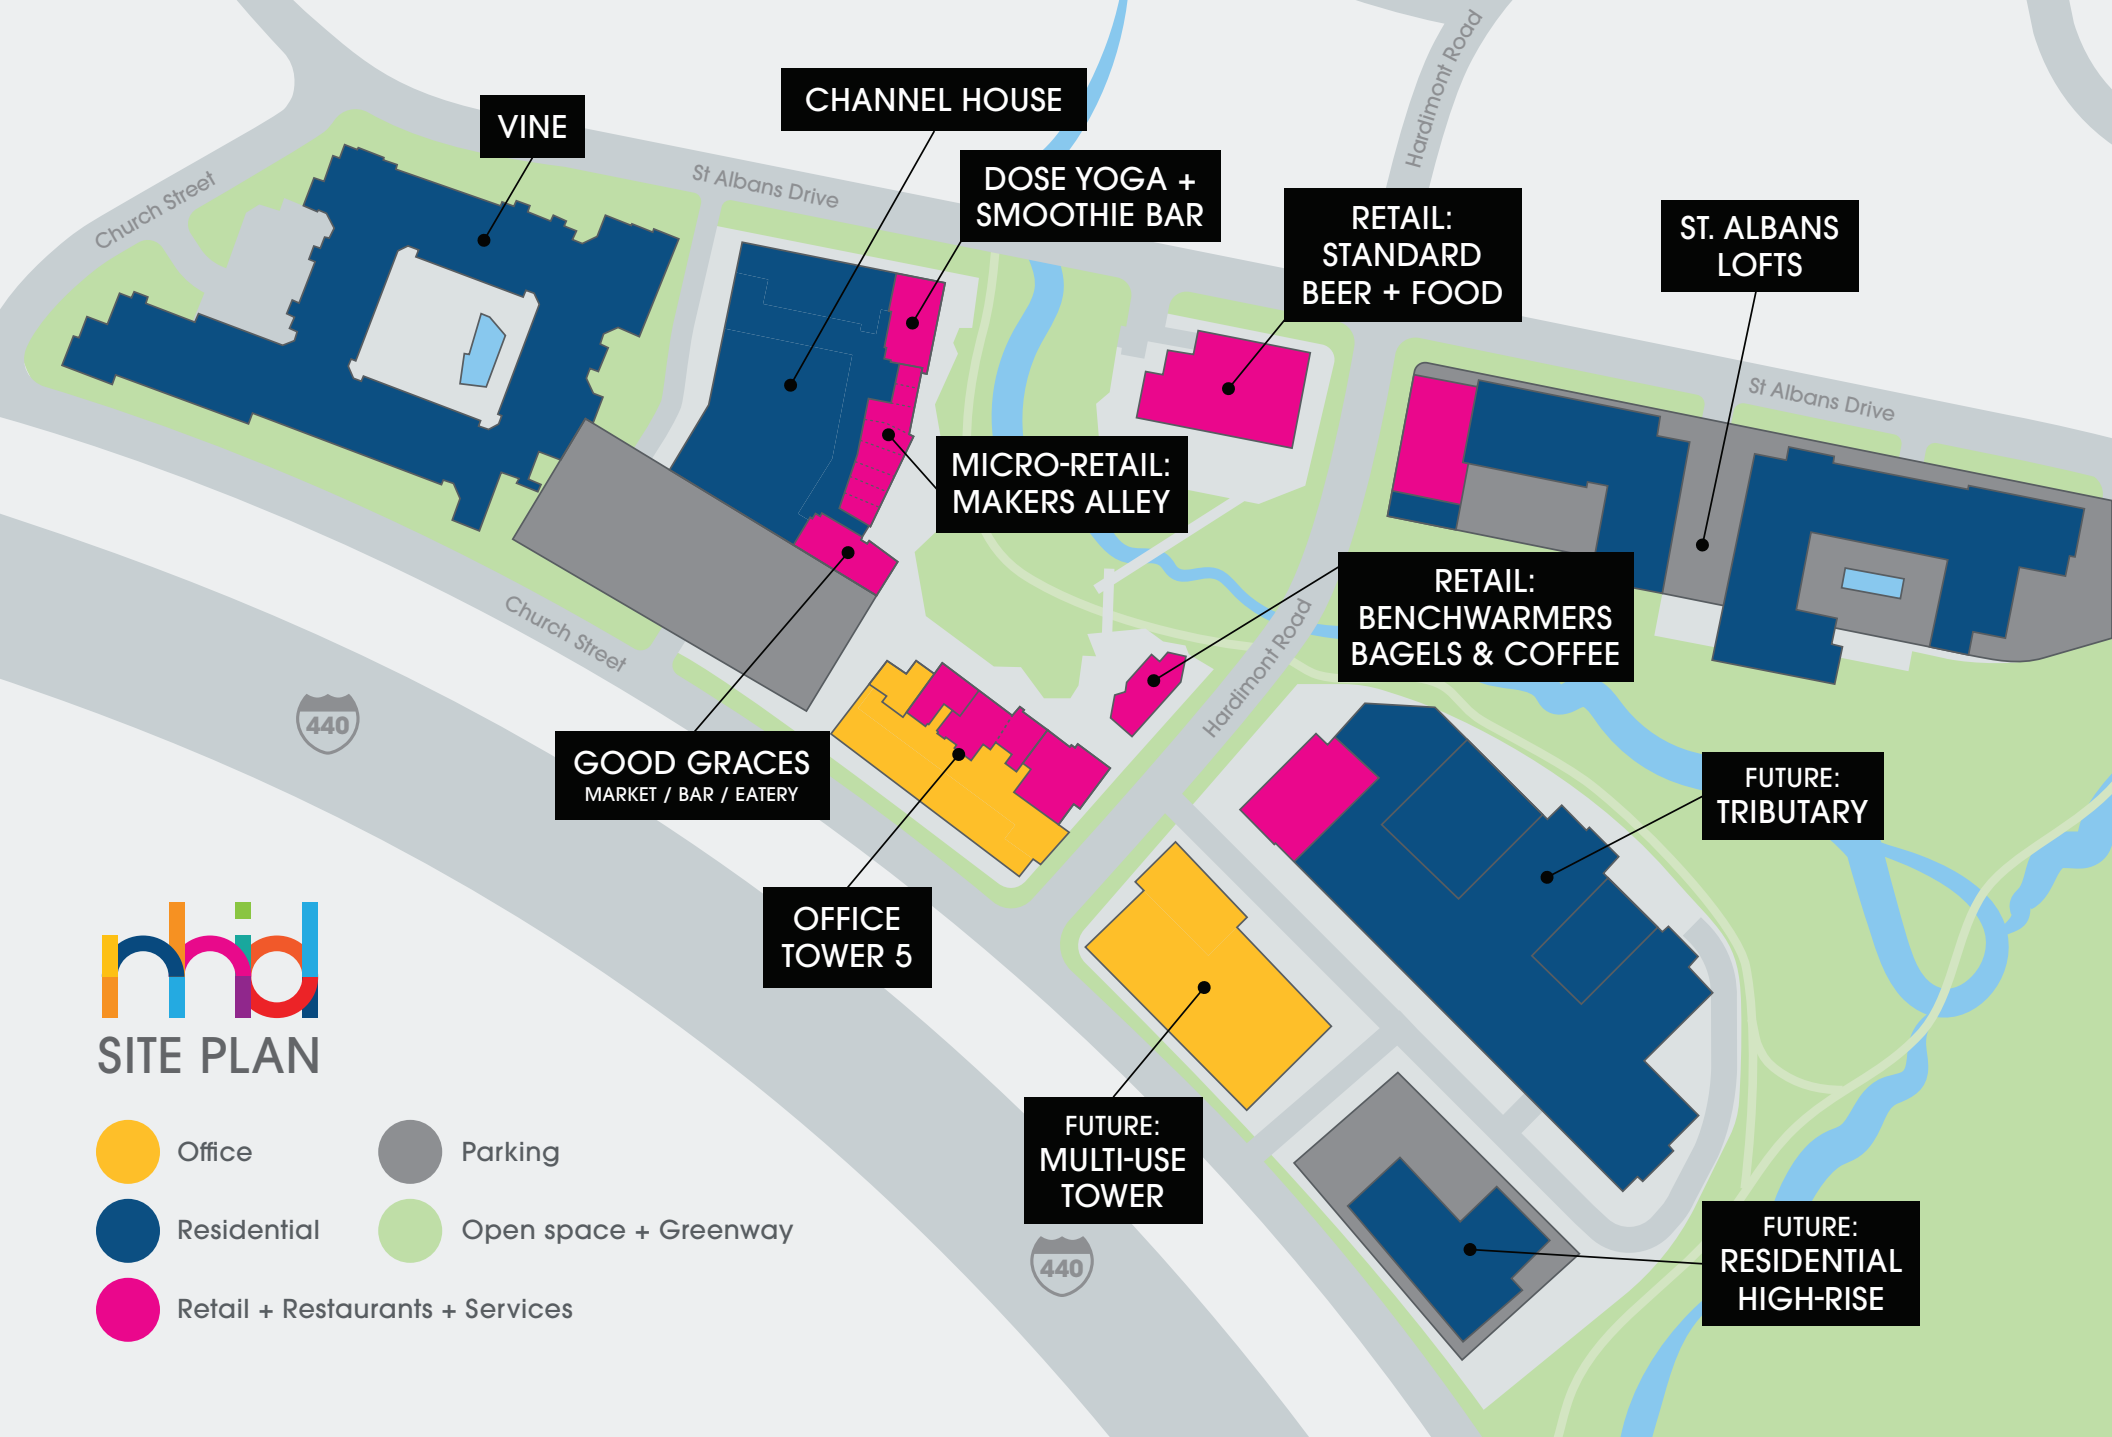 VINE
CHANNEL HOUSE
Hardimont Road
Church Street
St Albans Drive
DOSE YOGA +
SMOOTHIE BAR
RETAIL:
STANDARD
BEER + FOOD
ST. ALBANS
LOFTS
St Albans Drive
MICRO-RETAIL:
MAKERS ALLEY
RETAIL:
BENCHWARMERS
BAGELS & COFFEE
Church Street
Hardimont Road
440
GOOD GRACES
MARKET / BAR / EATERY
FUTURE:
TRIBUTARY
OFFICE
TOWER 5
nhid
SITE PLAN
FUTURE:
MULTI-USE
TOWER
440
FUTURE:
RESIDENTIAL
HIGH-RISE
Office
Parking
Residential
Open space + Greenway
Retail + Restaurants + Services